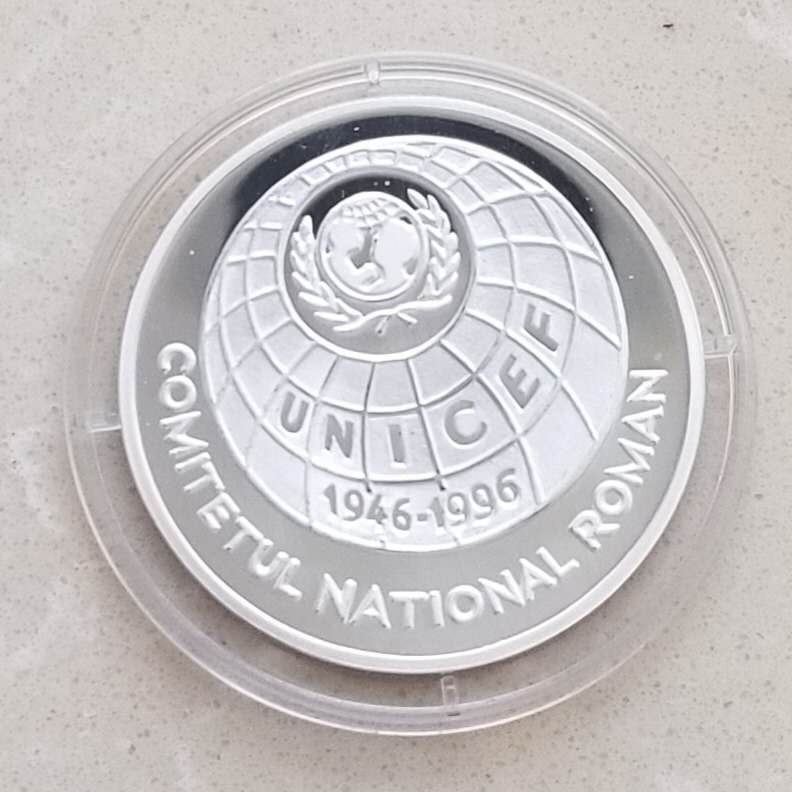 UNICEF
1946-1996
COMITETUL NATIONAL ROMAN